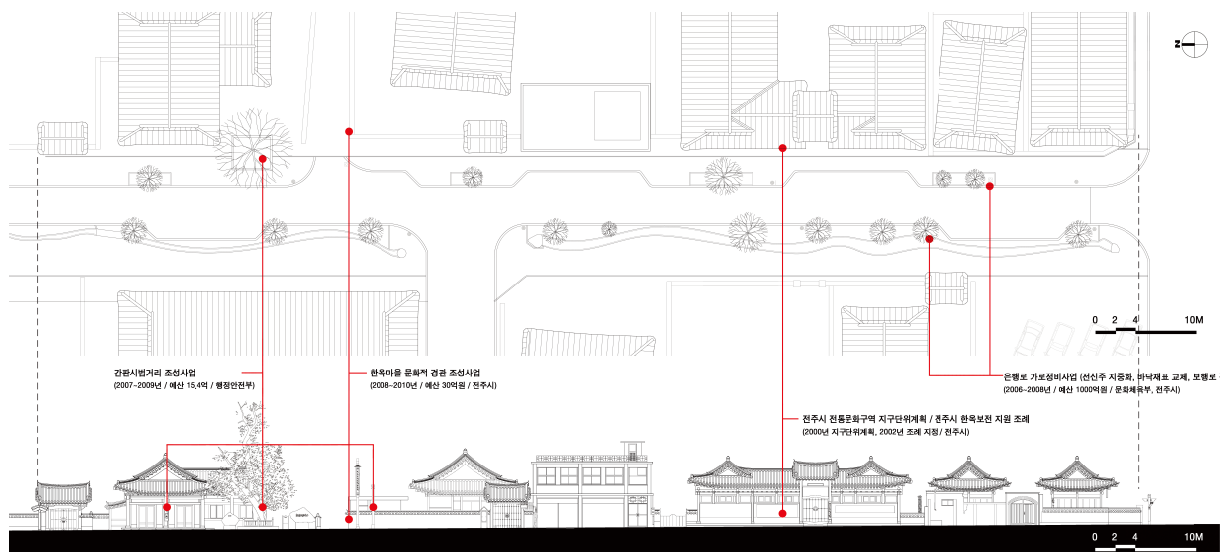 N
0 2 4 10M
간판시범거리 조성사업
(2007~2009년 / 예산 15.4억 / 행정안전부)
한옥마을 문화적 경관 조성사업
(2008~2010년 / 예산 30억원 / 전주시)
은행로 가로정비사업 (전신주 지중화, 바닥재표 교체, 보행로
(2006~2008년 / 예산 1000억원 / 문화체육부, 전주시)
전주시 전통문화구역 지구단위계획 / 전주시 한옥보전 지원 조례
(2000년 지구단위계획, 2002년 조례 지정 / 전주시)
0 2 4 10M